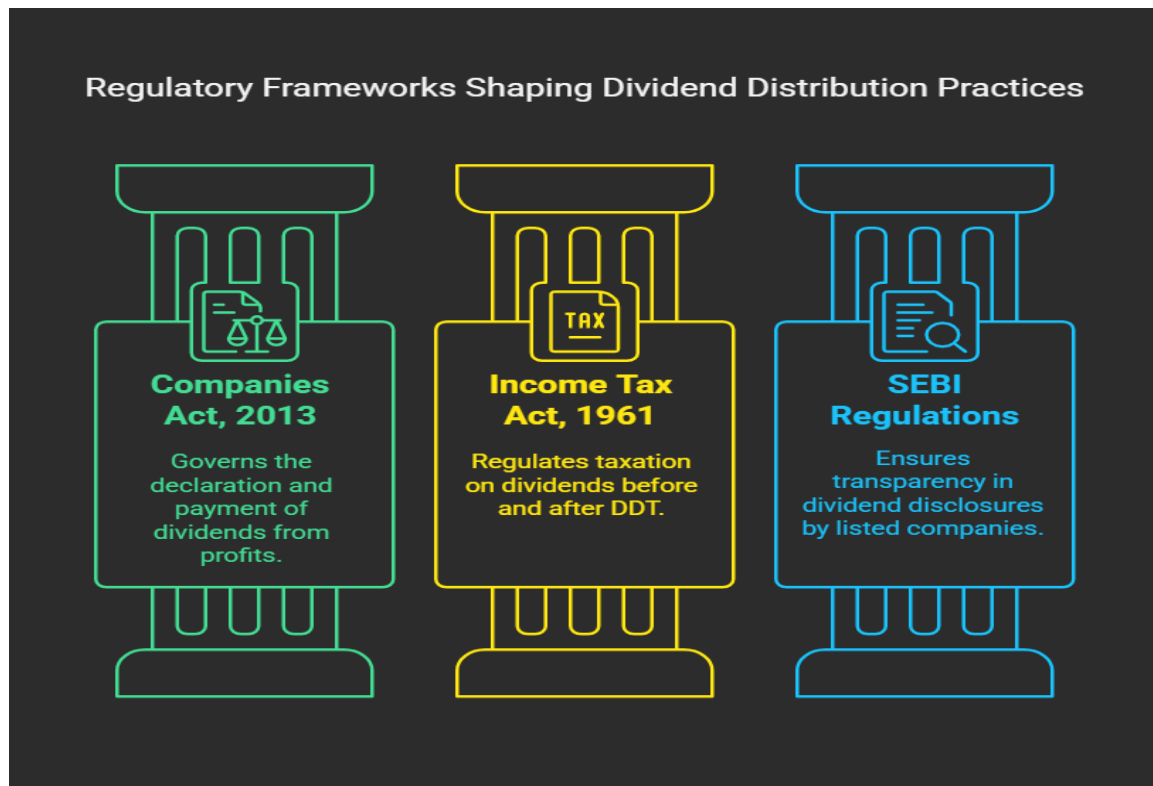 Regulatory Frameworks Shaping Dividend Distribution Practices
Companies
Act, 2013
Governs the
declaration and
payment of
dividends from
profits.
TAX
Income Tax
Act, 1961
Regulates taxation
on dividends before
and after DDT.
SEBI
Regulations
Ensures
transparency in
dividend disclosures
by listed companies.